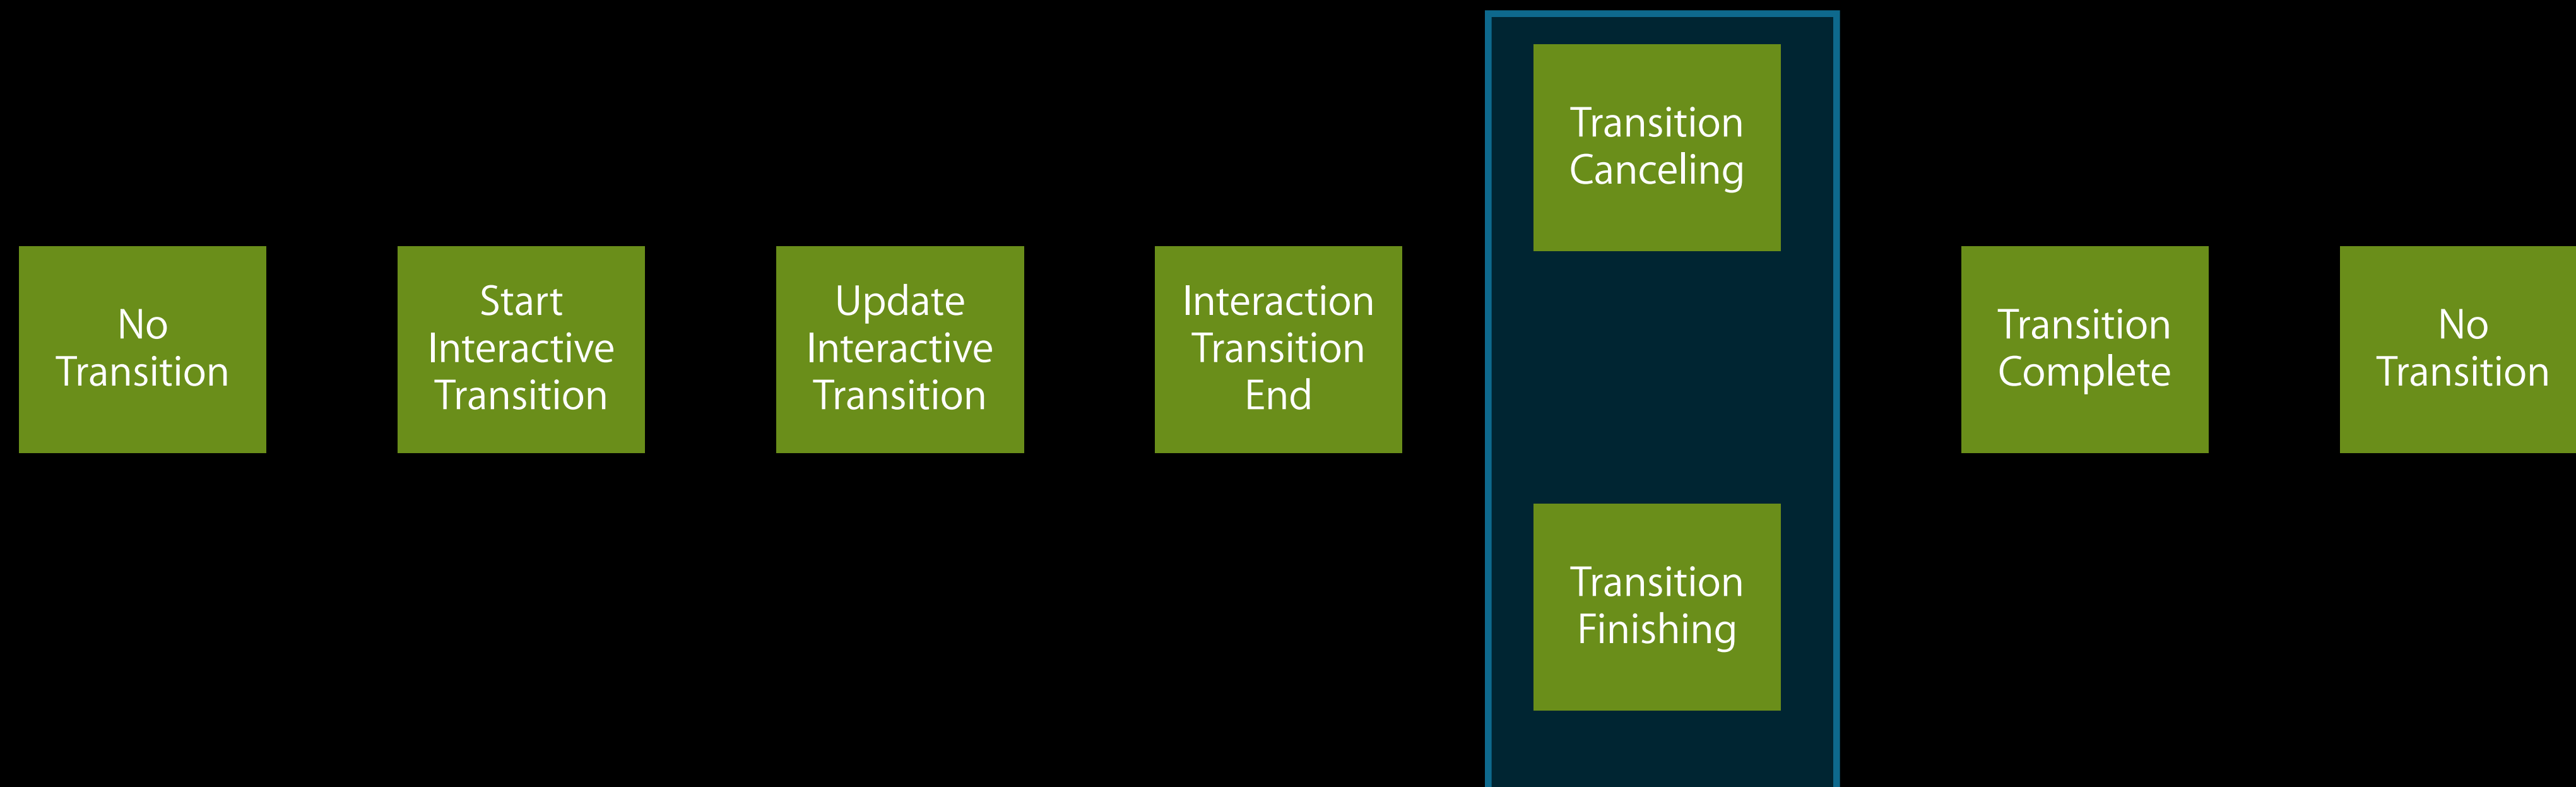 No
Transition
Start
Interactive
Transition
Update
Interactive
Transition
Interaction
Transition
End
Transition
Canceling
Transition
Finishing
Transition
Complete
No
Transition